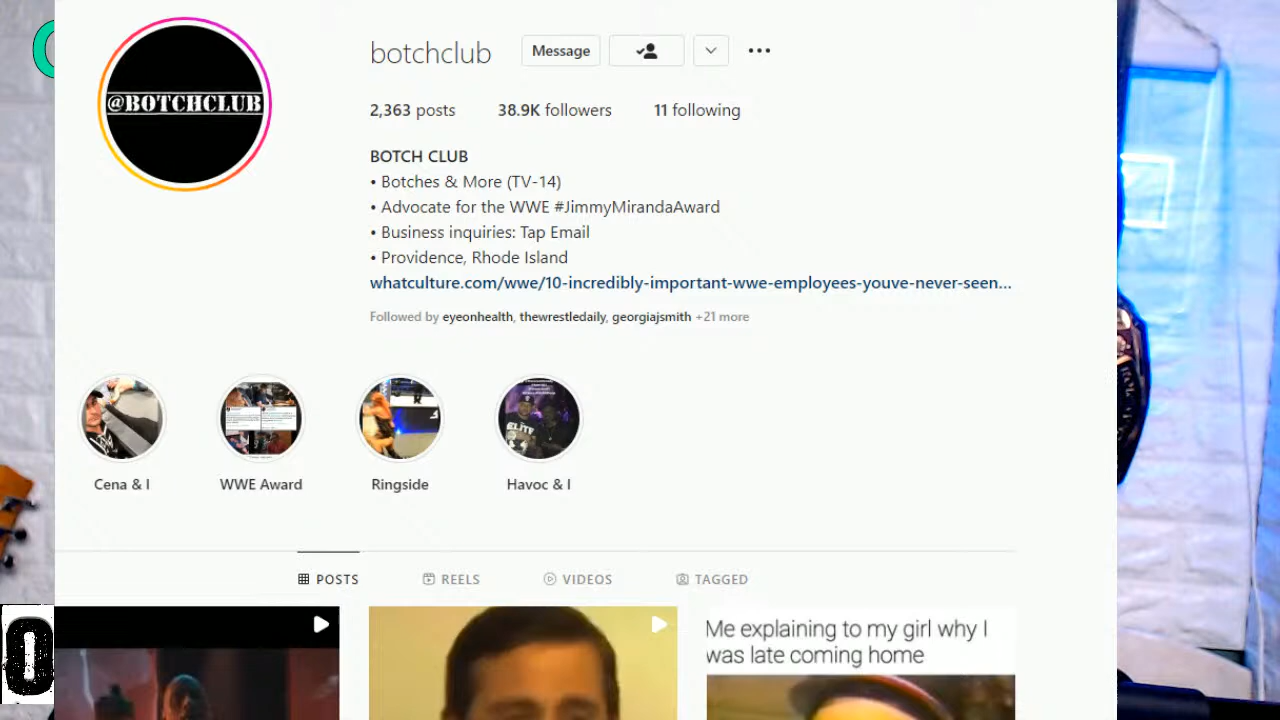 @BOTCHCLUB
botchclub
Message
2,363 posts
38.9K followers
11 following
BOTCH CLUB
• Botches & More (TV-14)
• Advocate for the WWE #JimmyMirandaAward
• Business inquiries: Tap Email
• Providence, Rhode Island
whatculture.com/wwe/10-incredibly-important-wwe-employees-youve-never-seen...
Followed by eyeonhealth, thewrestledaily, georgiajsmith +21 more
Cena & I
WWE Award
Ringside
Havoc & I
POSTS
REELS
VIDEOS
TAGGED
Me explaining to my girl why I
was late coming home